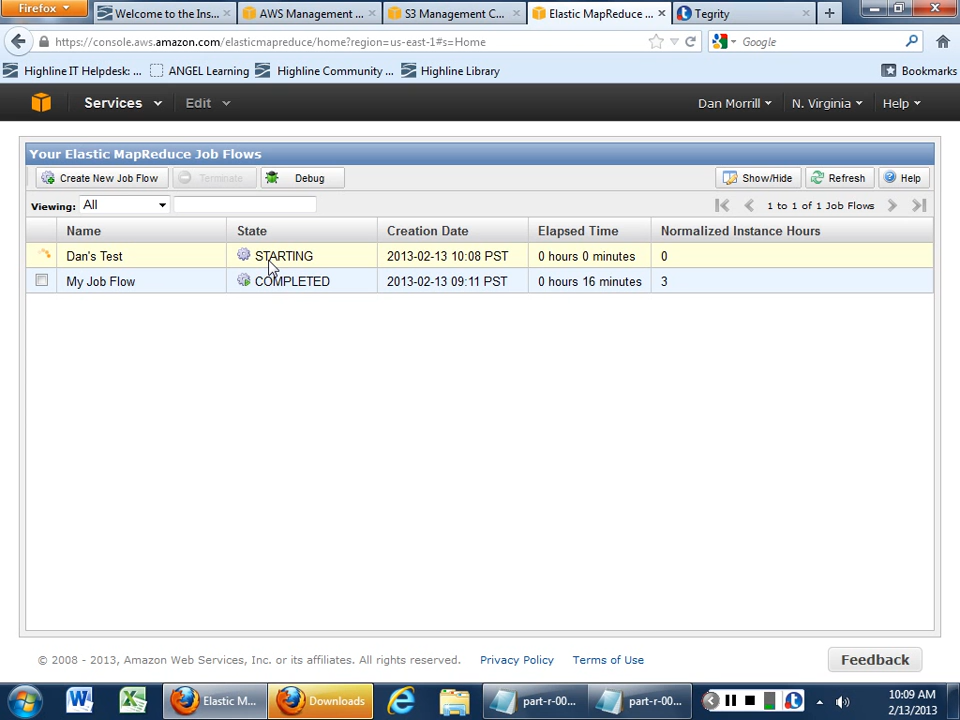 Firefox
Welcome to the Ins...
AWS Management ...
S3 Management C...
Elastic MapReduce ...
Tegrity
https://console.aws.amazon.com/elasticmapreduce/home?region=us-east-1#s=Home
Google
Highline IT Helpdesk: ...
ANGEL Learning
Highline Community ...
Highline Library
Bookmarks
Services
Edit
Dan Morrill
N. Virginia
Help
Your Elastic MapReduce Job Flows
Create New Job Flow
Terminate
Debug
Show/Hide
Refresh
Help
Viewing: All
1 to 1 of 1 Job Flows
Name State Creation Date Elapsed Time Normalized Instance Hours
Dan's Test STARTING 2013-02-13 10:08 PST 0 hours 0 minutes 0
My Job Flow COMPLETED 2013-02-13 09:11 PST 0 hours 16 minutes 3
© 2008 - 2013, Amazon Web Services, Inc. or its affiliates. All rights reserved. Privacy Policy Terms of Use
Feedback
Elastic M...
Downloads
part-r-00...
part-r-00...
10:09 AM
2/13/2013